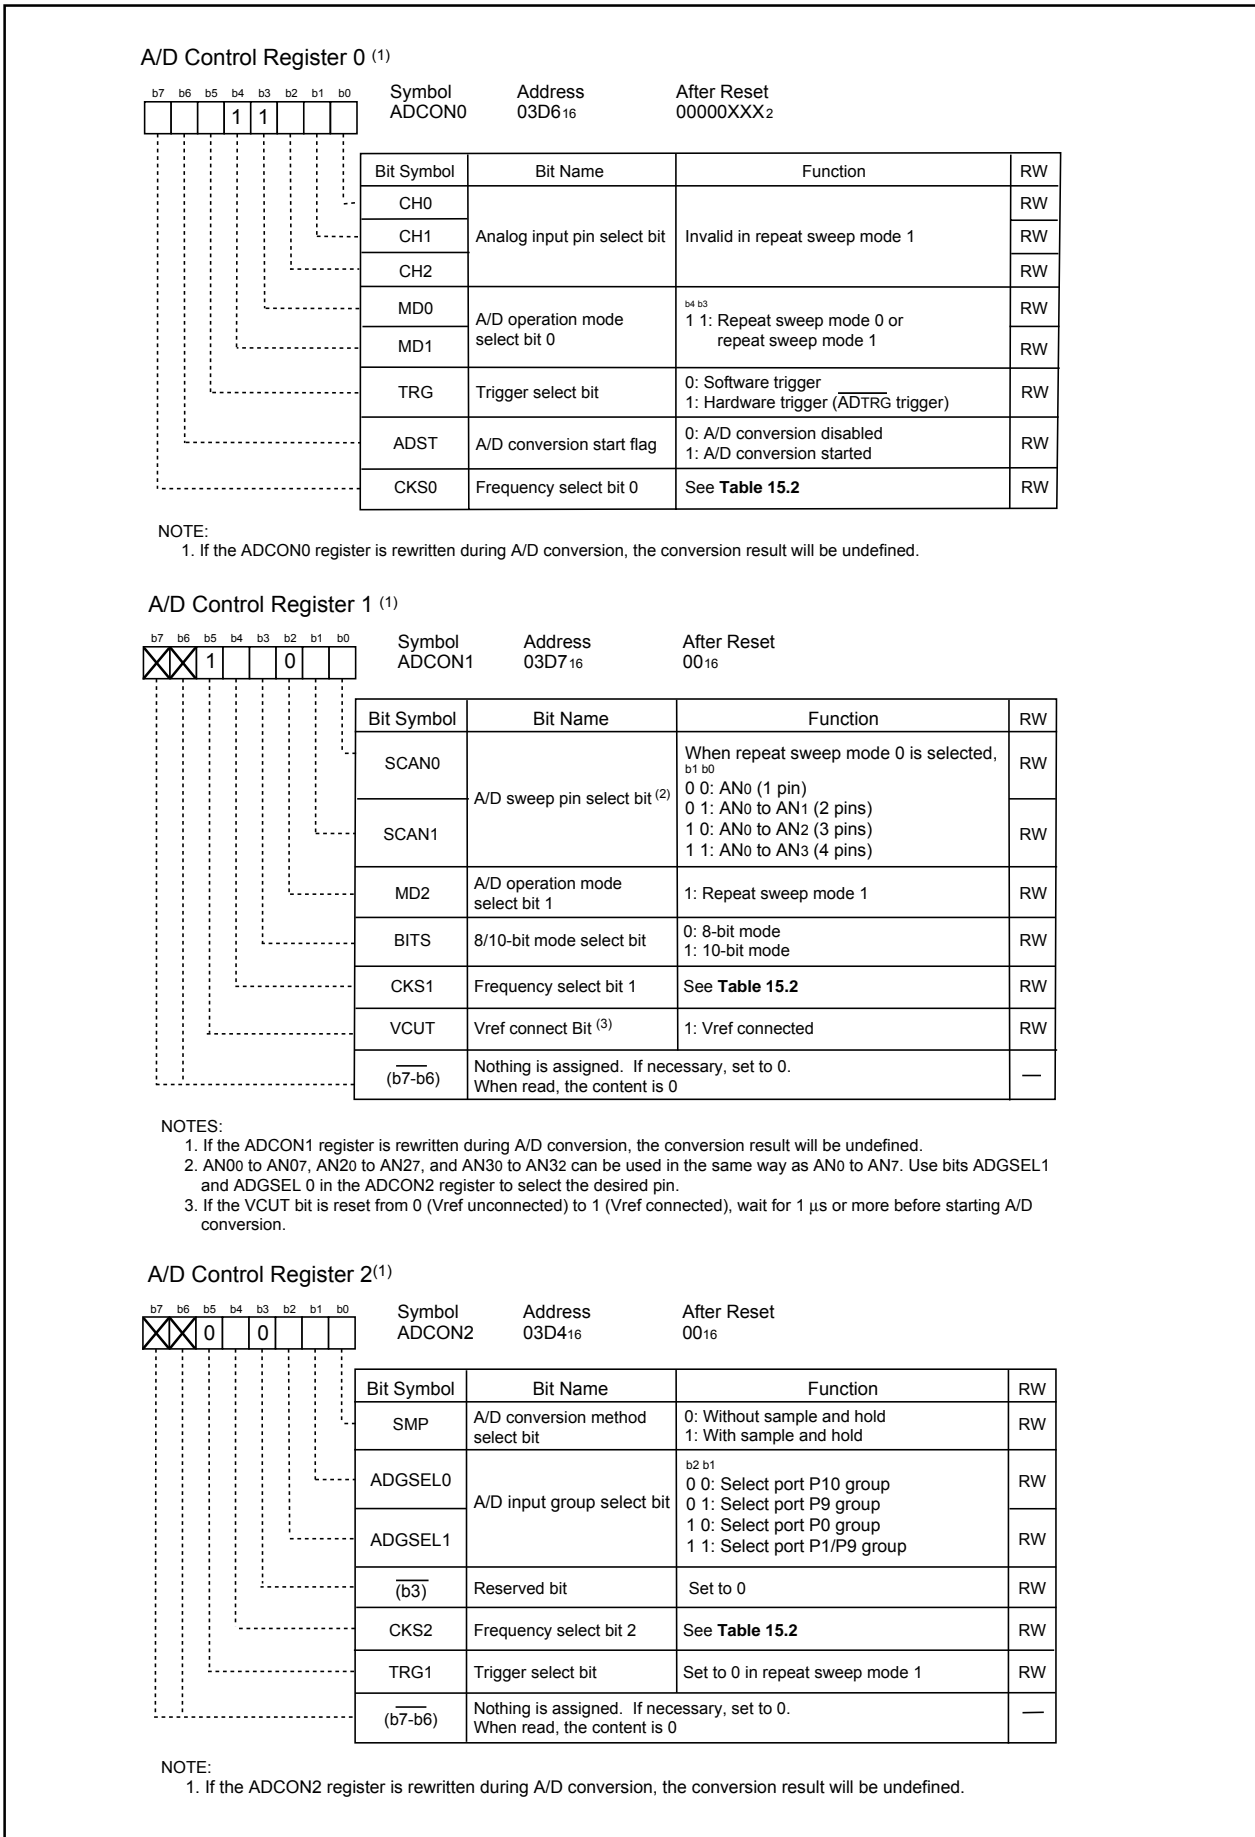 A/D Control Register 0 (1)
b7 b6 b5 b4 b3 b2 b1 b0
Symbol Address After Reset
1 1
ADCON0 03D616 00000XXX2
Bit Symbol Bit Name Function RW
CH0 RW
CH1 Analog input pin select bit Invalid in repeat sweep mode 1 RW
CH2 RW
MD0 RW
A/D operation mode
select bit 0
b4 b3
1 1: Repeat sweep mode 0 or
repeat sweep mode 1
MD1 RW
TRG Trigger select bit
0: Software trigger
1: Hardware trigger (ADTRG trigger)
RW
ADST A/D conversion start flag
0: A/D conversion disabled
1: A/D conversion started
RW
CKS0 Frequency select bit 0 See Table 15.2 RW
NOTE:
1. If the ADCON0 register is rewritten during A/D conversion, the conversion result will be undefined.
A/D Control Register 1 (1)
b7 b6 b5 b4 b3 b2 b1 b0
Symbol Address After Reset
1 0
ADCON1 03D716 0016
Bit Symbol Bit Name Function RW
SCAN0 RW
A/D sweep pin select bit (2)
When repeat sweep mode 0 is selected,
b1 b0
0 0: AN0 (1 pin)
0 1: AN0 to AN1 (2 pins)
1 0: AN0 to AN2 (3 pins)
1 1: AN0 to AN3 (4 pins)
SCAN1 RW
MD2
A/D operation mode
select bit 1
1: Repeat sweep mode 1 RW
BITS 8/10-bit mode select bit
0: 8-bit mode
1: 10-bit mode
RW
CKS1 Frequency select bit 1 See Table 15.2 RW
VCUT Vref connect Bit (3) 1: Vref connected RW
(b7-b6)
Nothing is assigned. If necessary, set to 0.
When read, the content is 0
—
NOTES:
1. If the ADCON1 register is rewritten during A/D conversion, the conversion result will be undefined.
2. AN00 to AN07, AN20 to AN27, and AN30 to AN32 can be used in the same way as AN0 to AN7. Use bits ADGSEL1
and ADGSEL 0 in the ADCON2 register to select the desired pin.
3. If the VCUT bit is reset from 0 (Vref unconnected) to 1 (Vref connected), wait for 1 μs or more before starting A/D
conversion.
A/D Control Register 2(1)
b7 b6 b5 b4 b3 b2 b1 b0
Symbol Address After Reset
0 0
ADCON2 03D416 0016
Bit Symbol Bit Name Function RW
SMP
A/D conversion method
select bit
0: Without sample and hold
1: With sample and hold
RW
ADGSEL0 RW
A/D input group select bit
b2 b1
0 0: Select port P10 group
0 1: Select port P9 group
1 0: Select port P0 group
1 1: Select port P1/P9 group
ADGSEL1 RW
(b3) Reserved bit Set to 0 RW
CKS2 Frequency select bit 2 See Table 15.2 RW
TRG1 Trigger select bit Set to 0 in repeat sweep mode 1 RW
(b7-b6)
Nothing is assigned. If necessary, set to 0.
When read, the content is 0
—
NOTE:
1. If the ADCON2 register is rewritten during A/D conversion, the conversion result will be undefined.